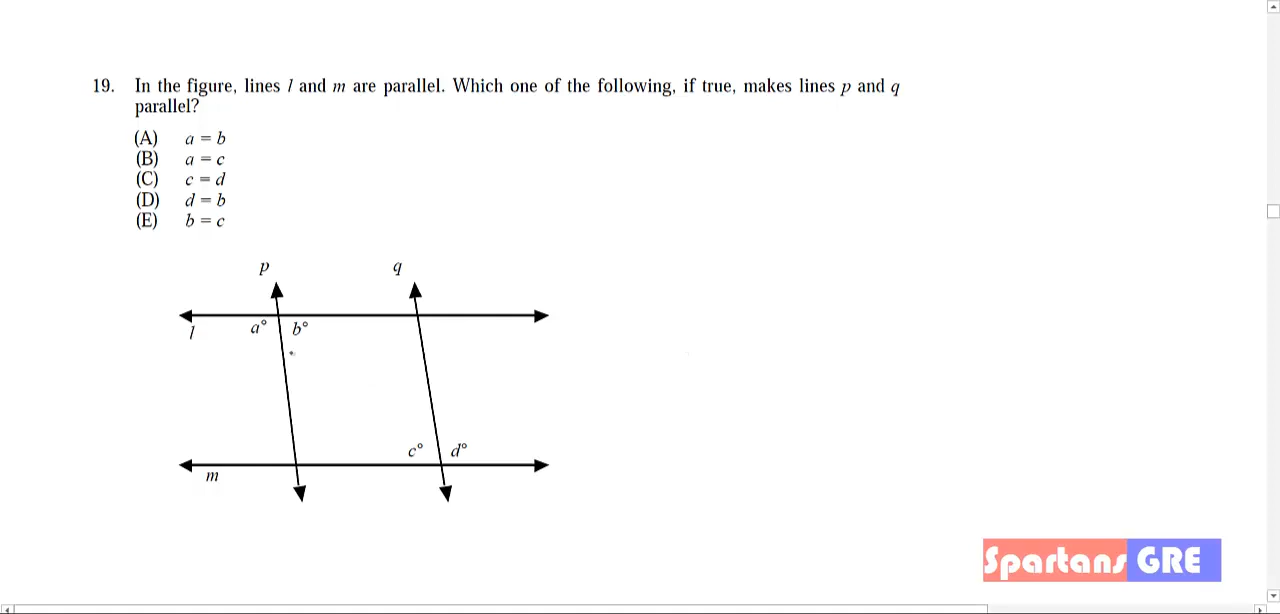 19. In the figure, lines l and m are parallel. Which one of the following, if true, makes lines p and q
parallel?
(A) a = b
(B) a = c
(C) c = d
(D) d = b
(E) b = c
p q
l a° b°
c° d°
m
Spartans GRE